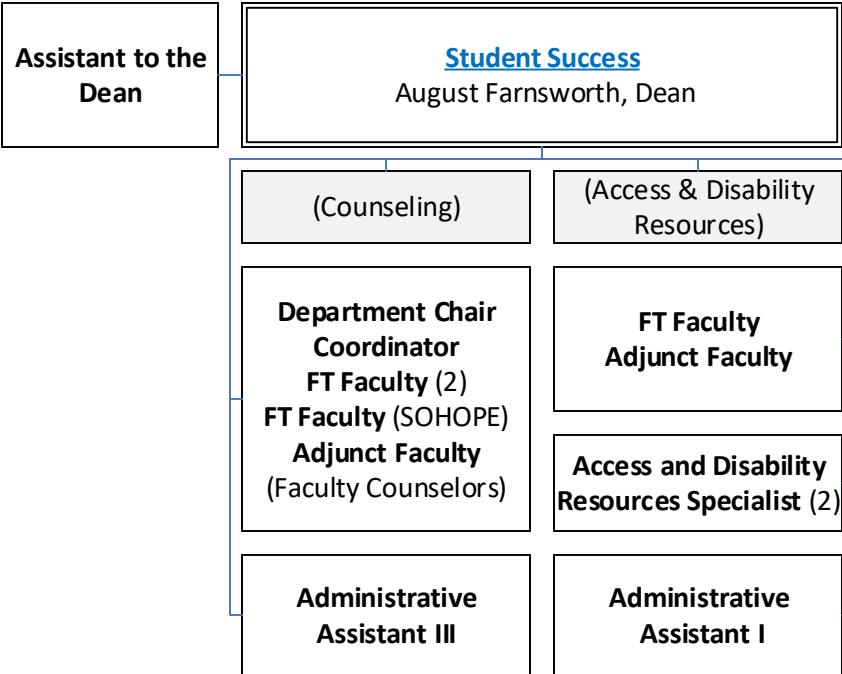 Assistant to the
Dean
Student Success
August Farnsworth, Dean
(Counseling)
(Access & Disability
Resources)
Department Chair
Coordinator
FT Faculty (2)
FT Faculty (SOHOPE)
Adjunct Faculty
(Faculty Counselors)
FT Faculty
Adjunct Faculty
Access and Disability
Resources Specialist (2)
Administrative
Assistant III
Administrative
Assistant I